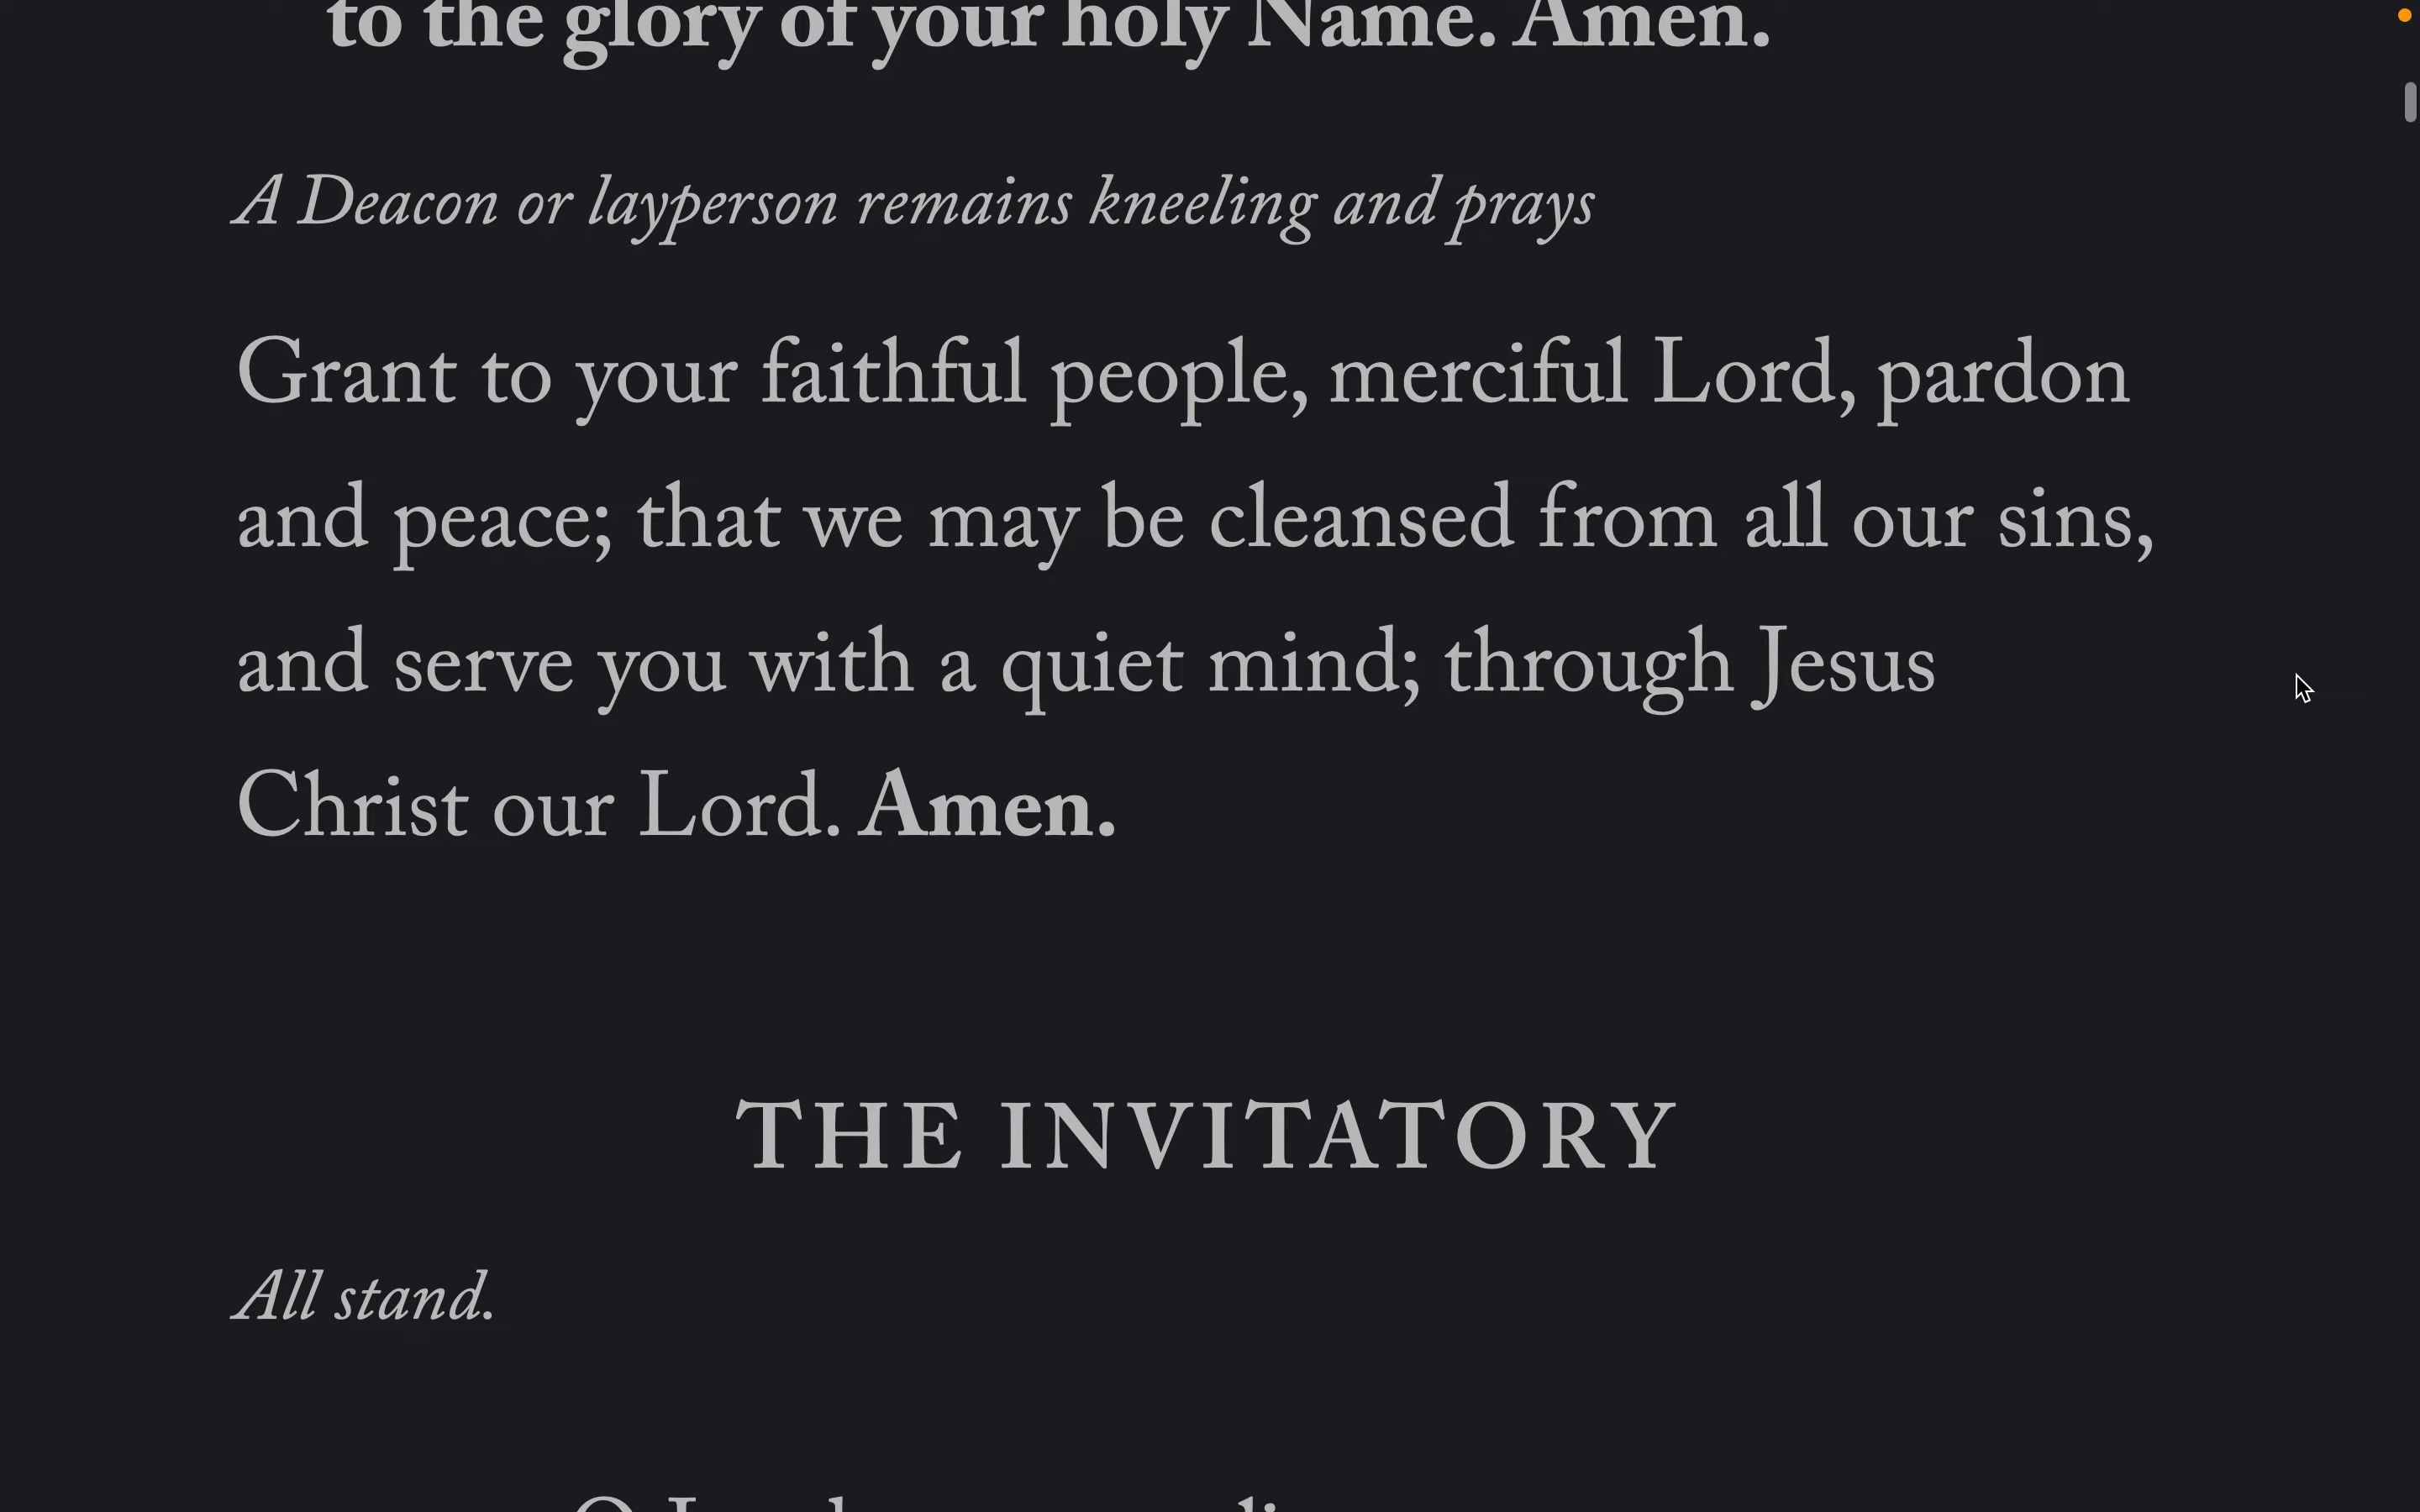 to the glory of your holy Name. Amen.
A Deacon or layperson remains kneeling and prays
Grant to your faithful people, merciful Lord, pardon
and peace; that we may be cleansed from all our sins,
and serve you with a quiet mind; through Jesus
Christ our Lord. Amen.
THE INVITATORY
All stand.